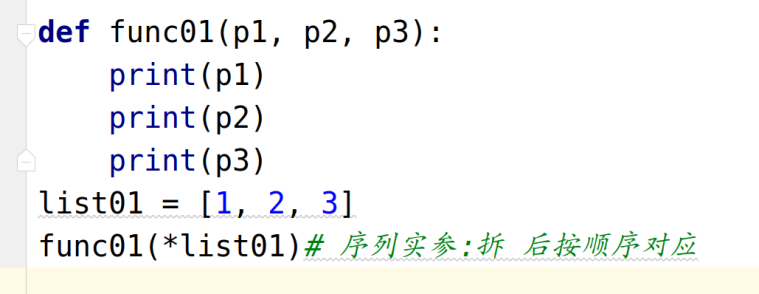 def func01(p1, p2, p3):
    print(p1)
    print(p2)
    print(p3)
list01 = [1, 2, 3]
func01(*list01)# 序列实参:拆 后按顺序对应